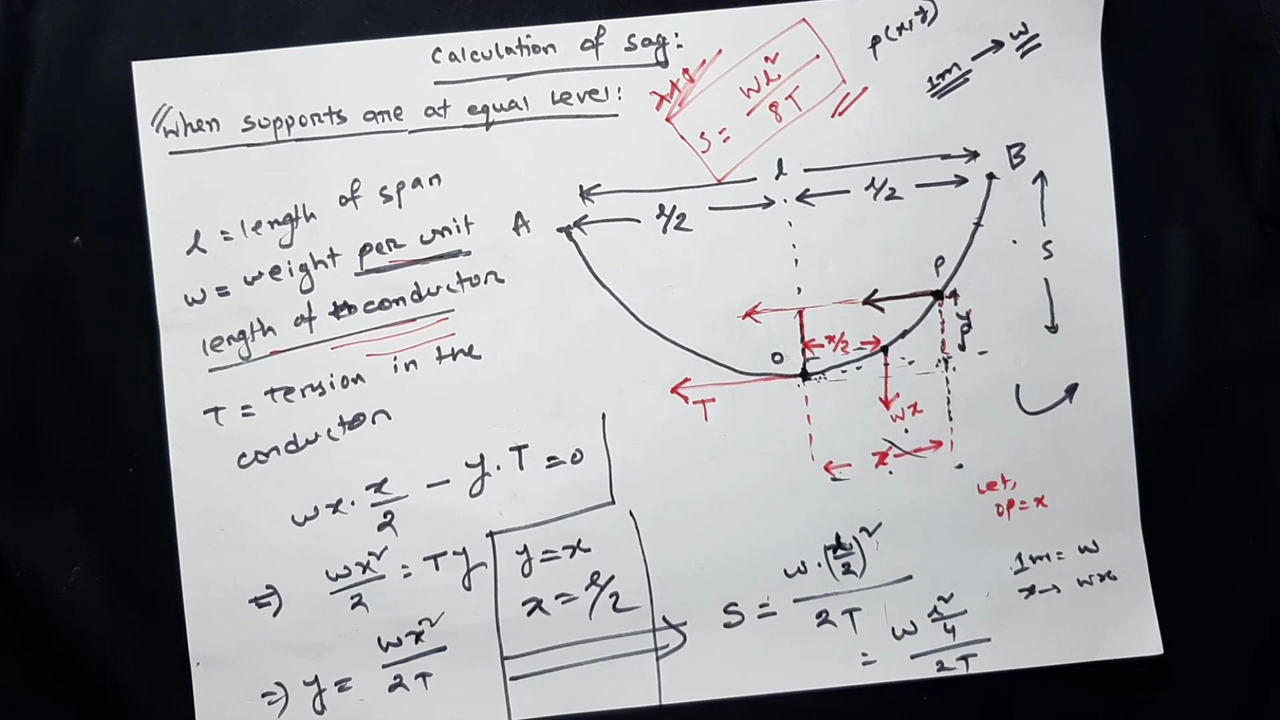 Calculation of sag:
When supports are at equal level:
S = wl²/8T
P(x,y)
1m → w
l = length of span
w = weight per unit
length of conductor
T = tension in the
conductor
A
B
l
l/2
l/2
S
P
y
O
x/2
T
wx
x
Let,
OP = x
1m = w
x → wx
wx · x/2 − y · T = 0
⇒ wx²/2 = Ty
⇒ y = wx²/2T
y = x
x = l/2
S = w·(l/2)²/2T
= w l²/4/2T